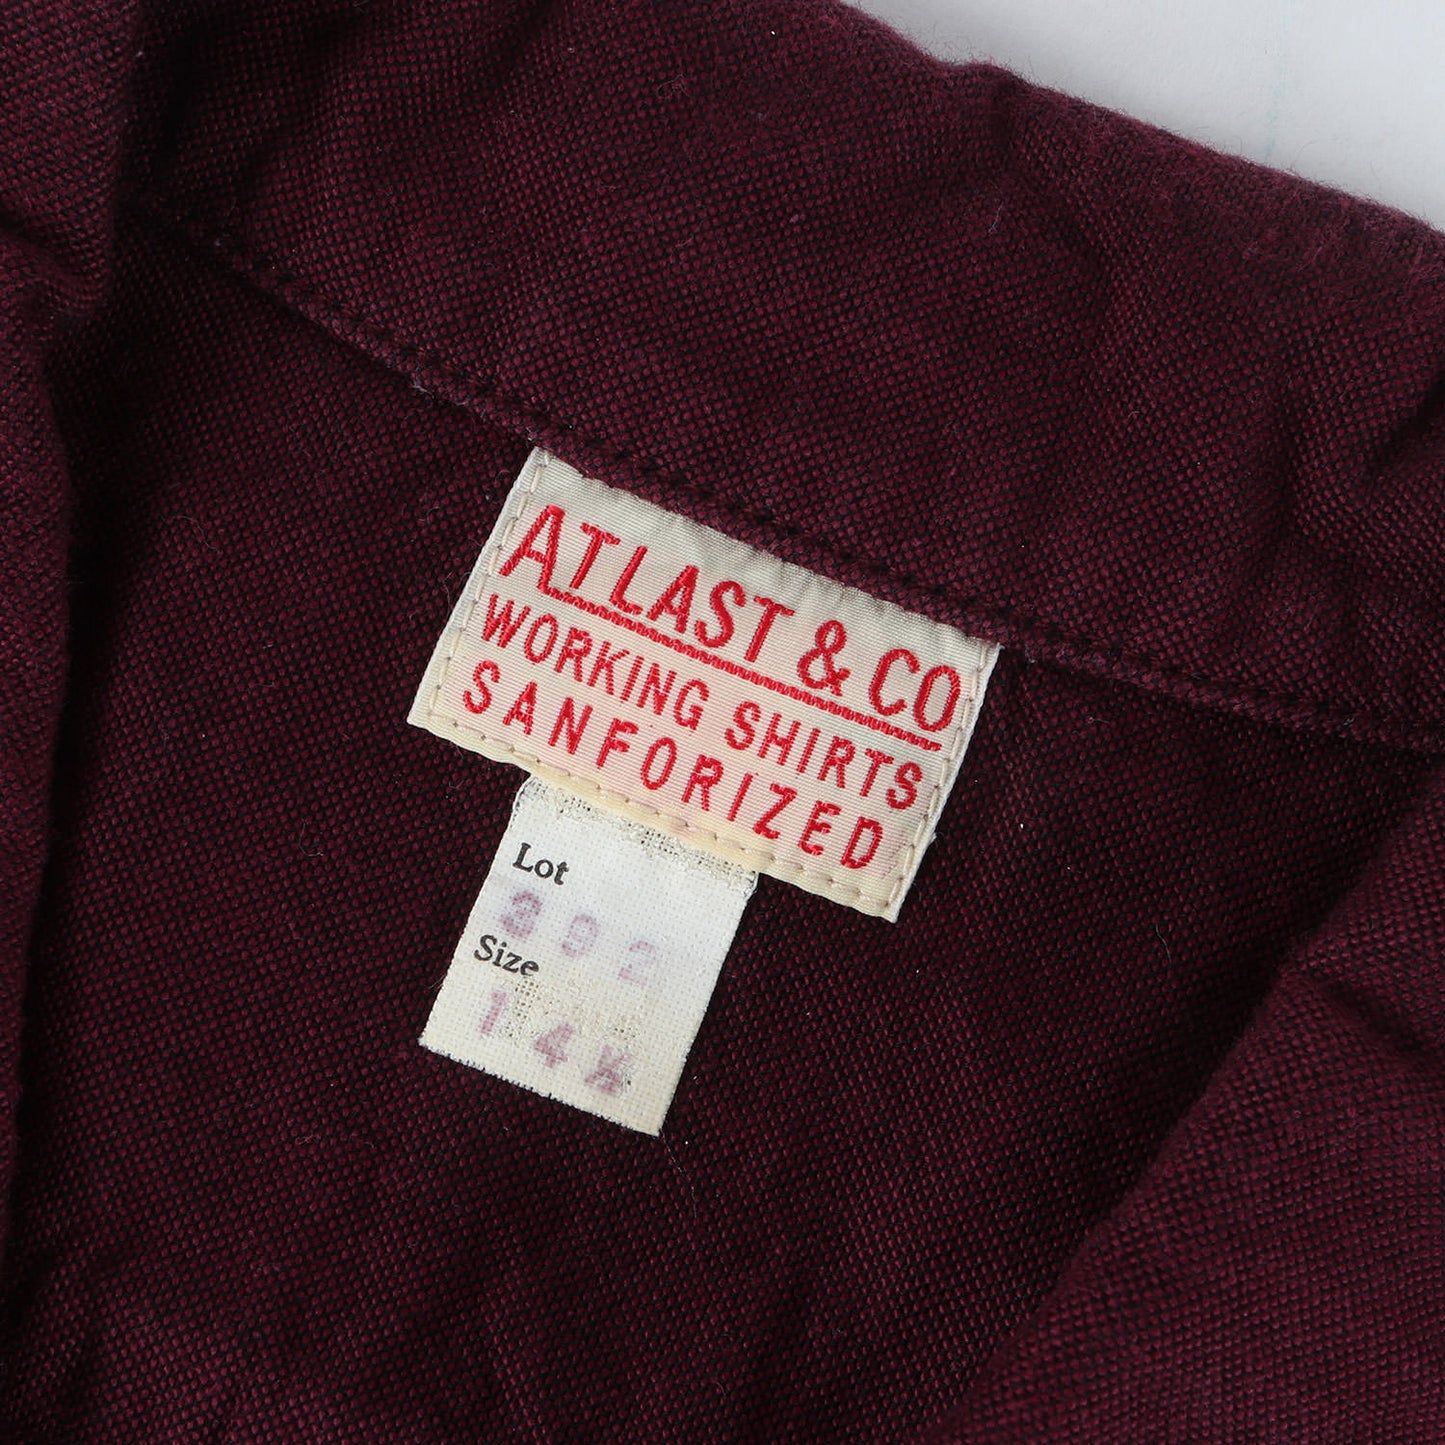 ATLAST & CO
WORKING SHIRTS
SANFORIZED
Lot
392
Size
14½